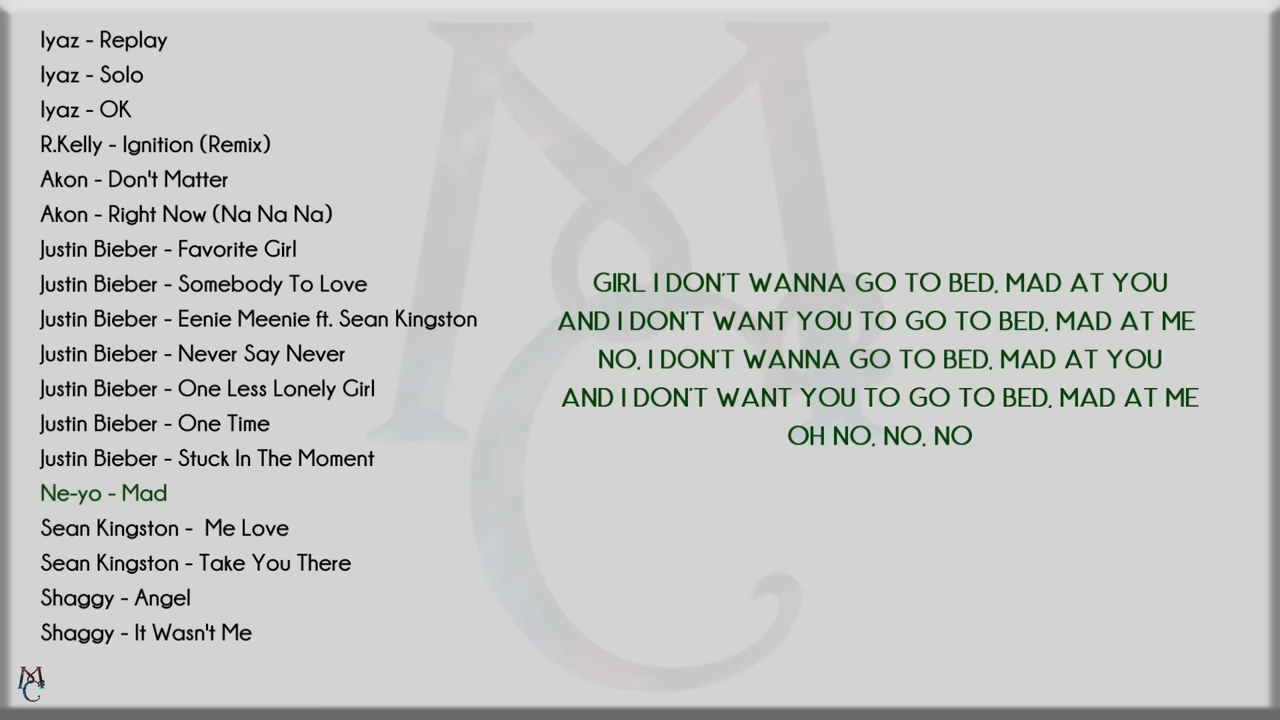 Iyaz - Replay
Iyaz - Solo
Iyaz - OK
R.Kelly - Ignition (Remix)
Akon - Don't Matter
Akon - Right Now (Na Na Na)
Justin Bieber - Favorite Girl
Justin Bieber - Somebody To Love
Justin Bieber - Eenie Meenie ft. Sean Kingston
Justin Bieber - Never Say Never
Justin Bieber - One Less Lonely Girl
Justin Bieber - One Time
Justin Bieber - Stuck In The Moment
Ne-yo - Mad
Sean Kingston -  Me Love
Sean Kingston - Take You There
Shaggy - Angel
Shaggy - It Wasn't Me
GIRL I DON'T WANNA GO TO BED, MAD AT YOU
AND I DON'T WANT YOU TO GO TO BED, MAD AT ME
NO, I DON'T WANNA GO TO BED, MAD AT YOU
AND I DON'T WANT YOU TO GO TO BED, MAD AT ME
OH NO, NO, NO
MC
MC